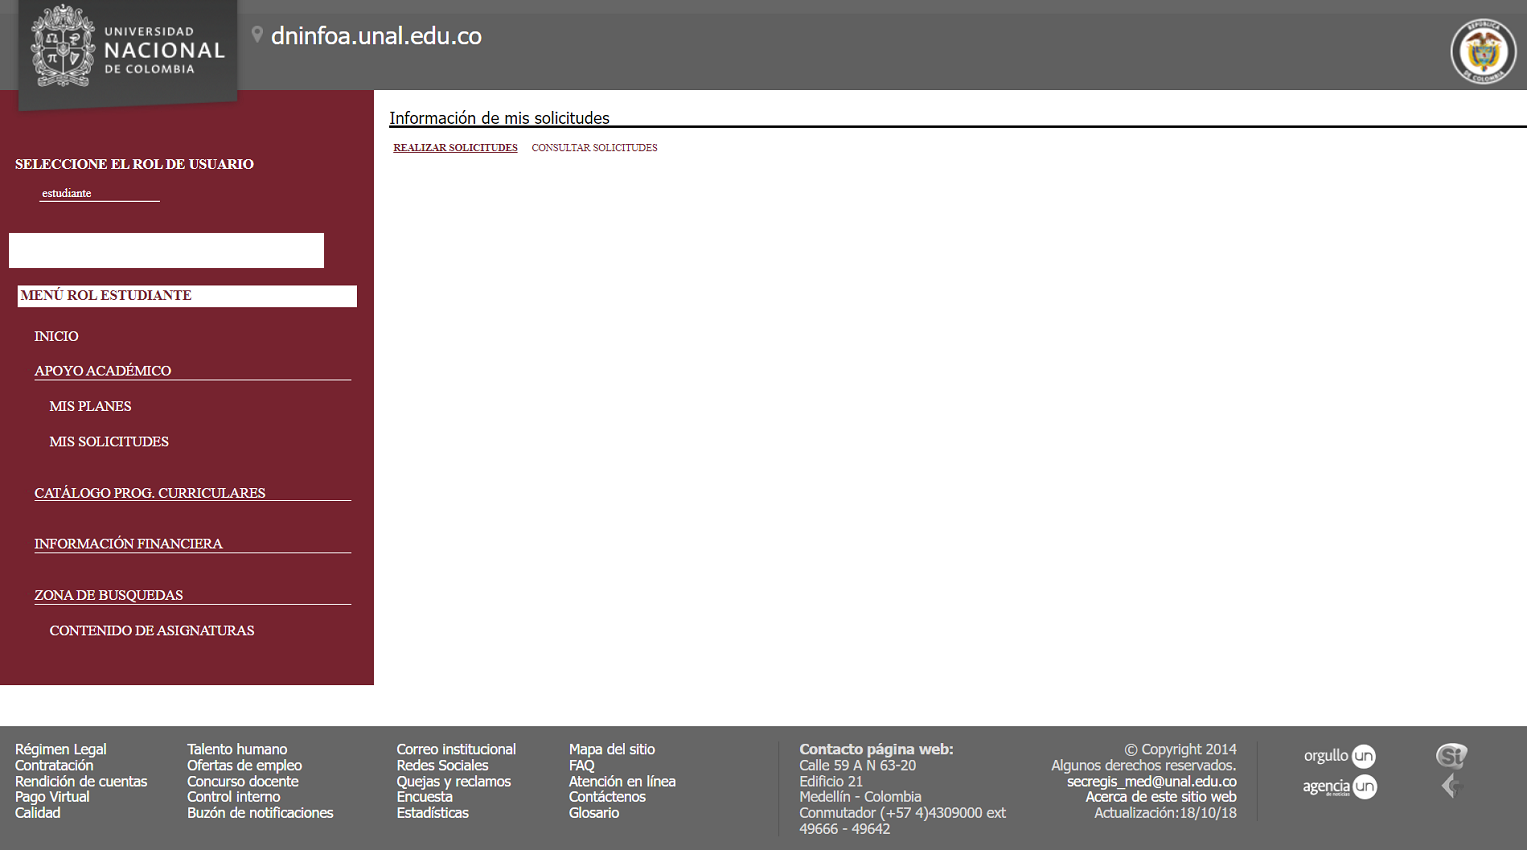 UNIVERSIDAD
NACIONAL
DE COLOMBIA
dninfoa.unal.edu.co
REPÚBLICA
DE COLOMBIA
SELECCIONE EL ROL DE USUARIO
estudiante
MENÚ ROL ESTUDIANTE
INICIO
APOYO ACADÉMICO
MIS PLANES
MIS SOLICITUDES
CATÁLOGO PROG. CURRICULARES
INFORMACIÓN FINANCIERA
ZONA DE BUSQUEDAS
CONTENIDO DE ASIGNATURAS
Información de mis solicitudes
REALIZAR SOLICITUDES CONSULTAR SOLICITUDES
Régimen Legal
Contratación
Rendición de cuentas
Pago Virtual
Calidad
Talento humano
Ofertas de empleo
Concurso docente
Control interno
Buzón de notificaciones
Correo institucional
Redes Sociales
Quejas y reclamos
Encuesta
Estadísticas
Mapa del sitio
FAQ
Atención en línea
Contáctenos
Glosario
Contacto página web:
Calle 59 A N 63-20
Edificio 21
Medellín - Colombia
Conmutador (+57 4)4309000 ext
49666 - 49642
© Copyright 2014
Algunos derechos reservados.
secregis_med@unal.edu.co
Acerca de este sitio web
Actualización:18/10/18
orgullo un
agencia un
de noticias
Si